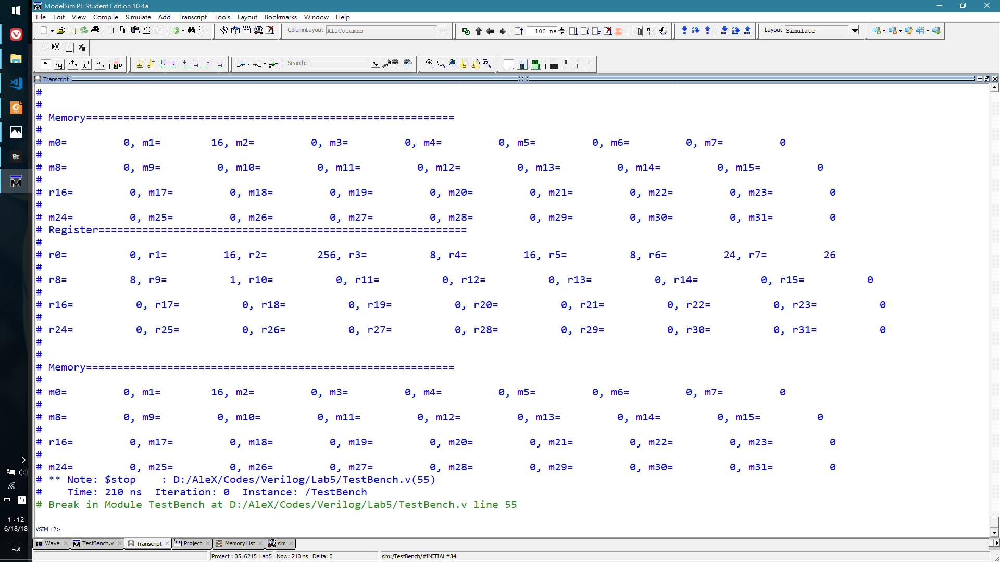 ModelSim PE Student Edition 10.4a
File Edit View Compile Simulate Add Transcript Tools Layout Bookmarks Window Help
ColumnLayout AllColumns 100 ns Layout Simulate
Search:
Transcript
#
#
# Memory===========================================================
#
# m0=         0, m1=        16, m2=         0, m3=         0, m4=         0, m5=         0, m6=         0, m7=         0
#
# m8=         0, m9=         0, m10=         0, m11=         0, m12=         0, m13=         0, m14=         0, m15=         0
#
# r16=         0, m17=         0, m18=         0, m19=         0, m20=         0, m21=         0, m22=         0, m23=         0
#
# m24=         0, m25=         0, m26=         0, m27=         0, m28=         0, m29=         0, m30=         0, m31=         0
# Register===========================================================
#
# r0=          0, r1=         16, r2=        256, r3=          8, r4=         16, r5=          8, r6=         24, r7=         26
#
# r8=          8, r9=          1, r10=          0, r11=          0, r12=          0, r13=          0, r14=          0, r15=          0
#
# r16=          0, r17=          0, r18=          0, r19=          0, r20=          0, r21=          0, r22=          0, r23=          0
#
# r24=          0, r25=          0, r26=          0, r27=          0, r28=          0, r29=          0, r30=          0, r31=          0
#
#
# Memory===========================================================
#
# m0=         0, m1=        16, m2=         0, m3=         0, m4=         0, m5=         0, m6=         0, m7=         0
#
# m8=         0, m9=         0, m10=         0, m11=         0, m12=         0, m13=         0, m14=         0, m15=         0
#
# r16=         0, m17=         0, m18=         0, m19=         0, m20=         0, m21=         0, m22=         0, m23=         0
#
# m24=         0, m25=         0, m26=         0, m27=         0, m28=         0, m29=         0, m30=         0, m31=         0
# ** Note: $stop    : D:/AleX/Codes/Verilog/Lab5/TestBench.v(55)
#    Time: 210 ns  Iteration: 0  Instance: /TestBench
# Break in Module TestBench at D:/AleX/Codes/Verilog/Lab5/TestBench.v line 55
VSIM 12>
Wave TestBench.v Transcript Project Memory List sim
Project : 0516215_Lab5 Now: 210 ns Delta: 0 sim:/TestBench/#INITIAL#34
中
1:12
6/18/18